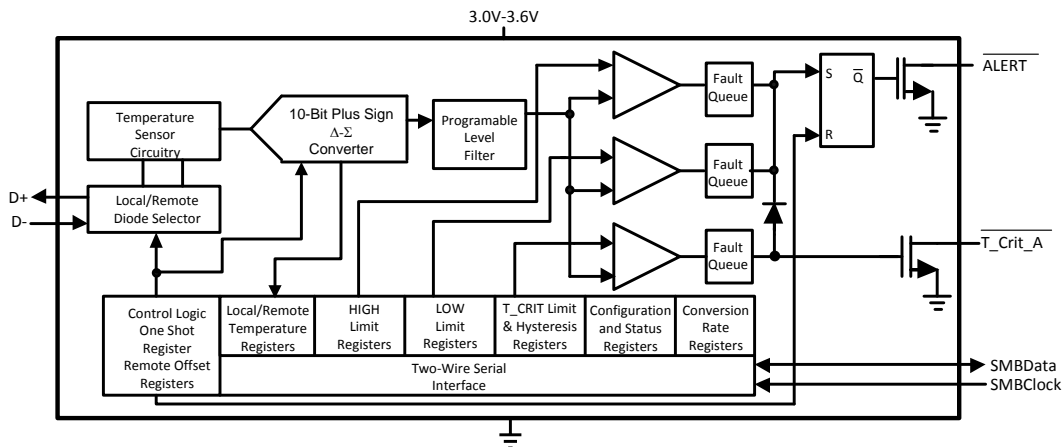 3.0V-3.6V
Temperature
Sensor
Circuitry
10-Bit Plus Sign
Δ-Σ
Converter
Programable
Level
Filter
Fault
Queue
S
Q
R
ALERT
Fault
Queue
D+
D-
Local/Remote
Diode Selector
Fault
Queue
T_Crit_A
Control Logic
One Shot
Register
Remote Offset
Registers
Local/Remote
Temperature
Registers
HIGH
Limit
Registers
LOW
Limit
Registers
T_CRIT Limit
& Hysteresis
Registers
Configuration
and Status
Registers
Conversion
Rate
Registers
Two-Wire Serial
Interface
SMBData
SMBClock